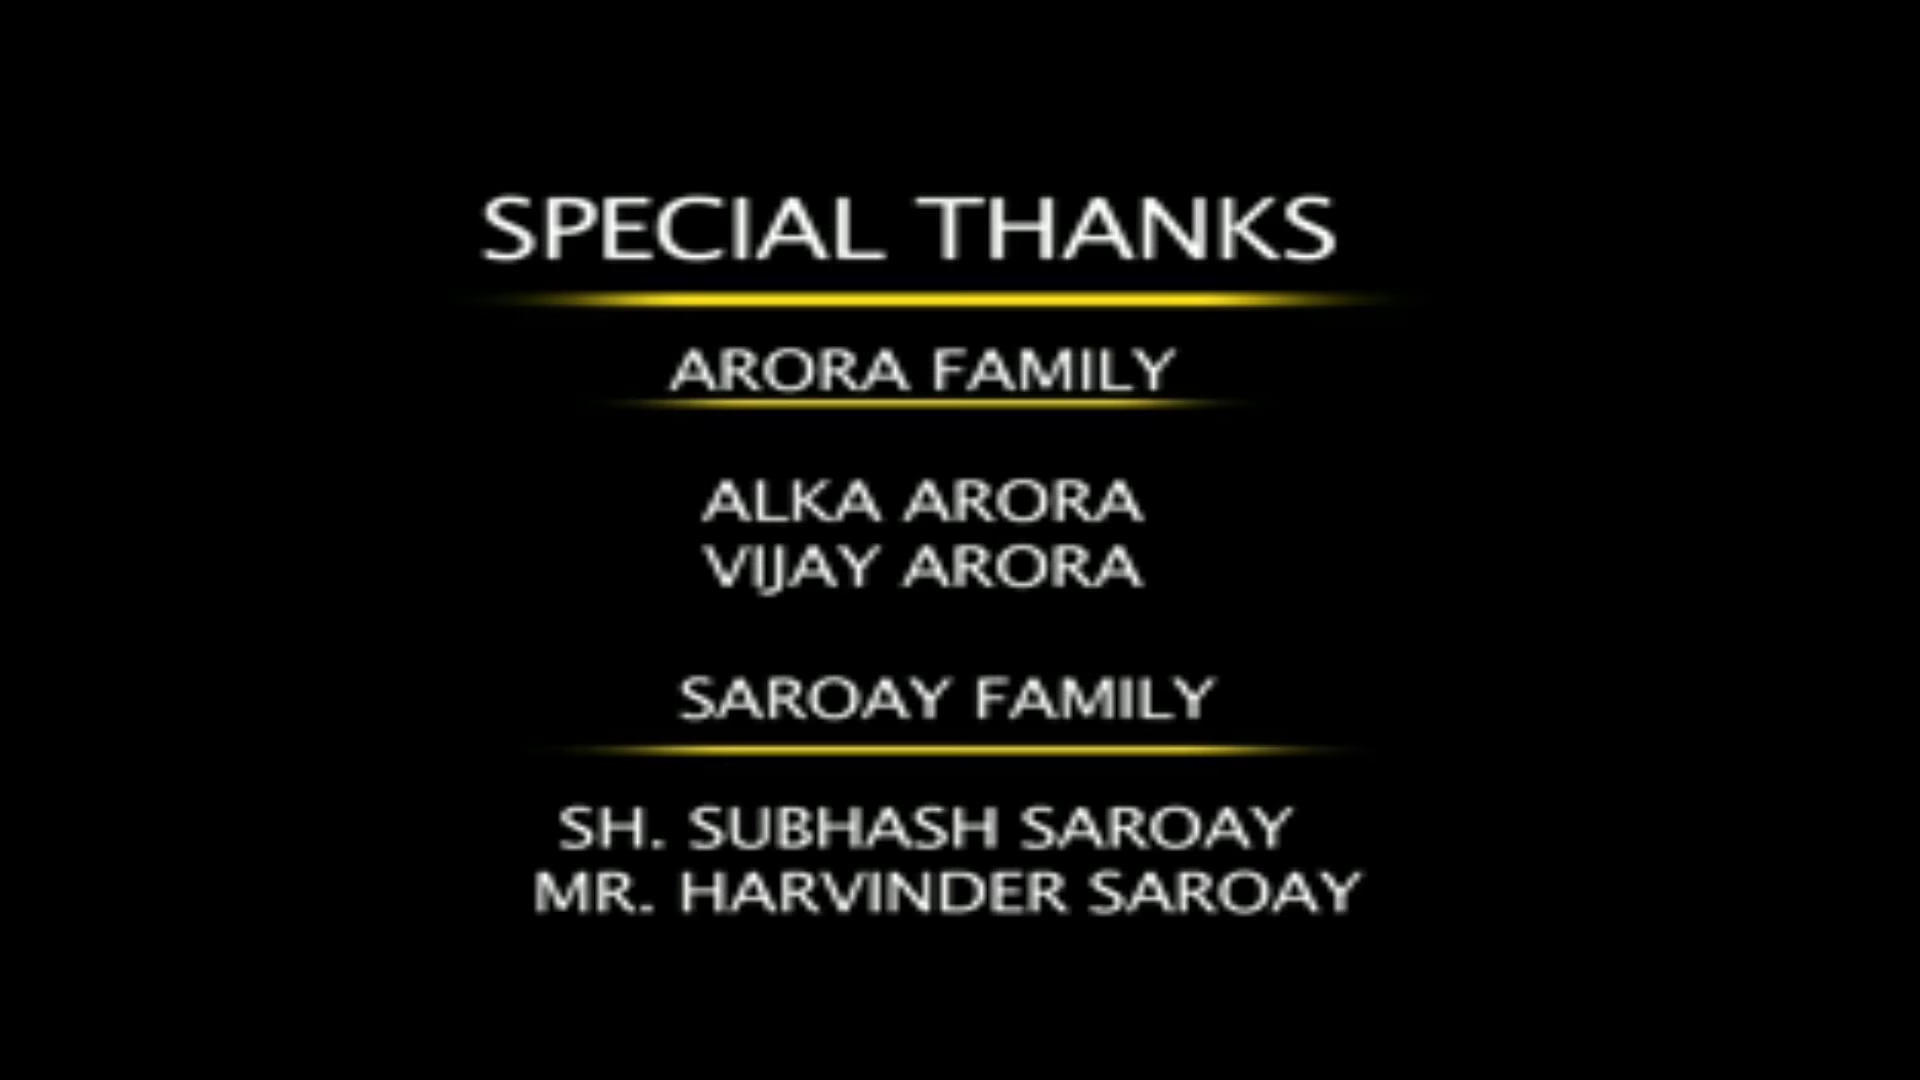 SPECIAL THANKS
ARORA FAMILY
ALKA ARORA
VIJAY ARORA
SAROAY FAMILY
SH. SUBHASH SAROAY
MR. HARVINDER SAROAY